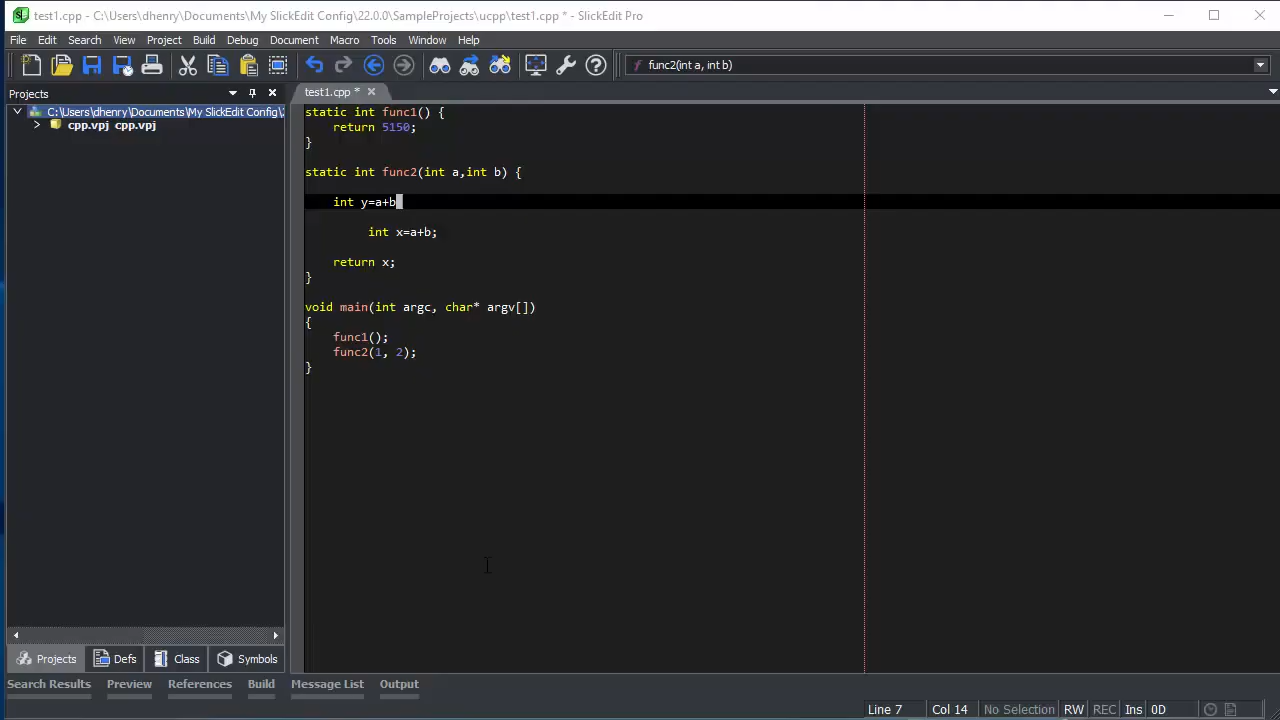 test1.cpp - C:\Users\dhenry\Documents\My SlickEdit Config\22.0.0\SampleProjects\ucpp\test1.cpp * - SlickEdit Pro
File Edit Search View Project Build Debug Document Macro Tools Window Help
func2(int a, int b)
Projects
C:\Users\dhenry\Documents\My SlickEdit Config\
cpp.vpj cpp.vpj
test1.cpp *
static int func1() {
return 5150;
}
static int func2(int a,int b) {
int y=a+b
int x=a+b;
return x;
}
void main(int argc, char* argv[])
{
func1();
func2(1, 2);
}
Projects Defs Class Symbols
Search Results Preview References Build Message List Output
Line 7 Col 14 No Selection RW REC Ins 0D